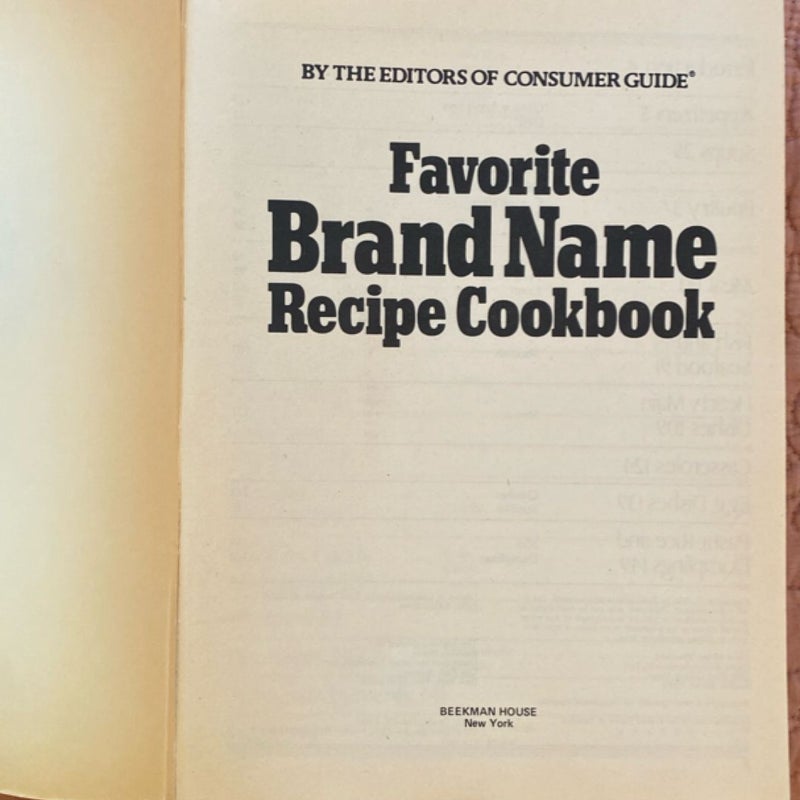 BY THE EDITORS OF CONSUMER GUIDE®
Favorite
Brand Name
Recipe Cookbook
BEEKMAN HOUSE
New York